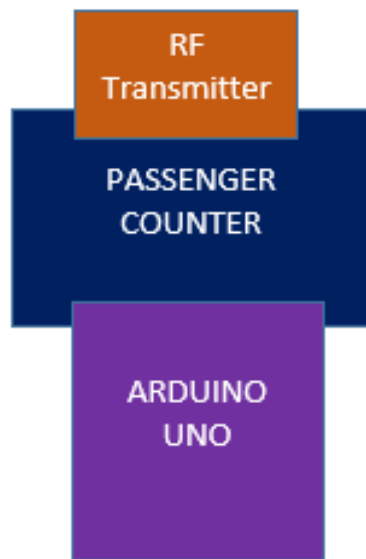 RF
Transmitter
PASSENGER
COUNTER
ARDUINO
UNO